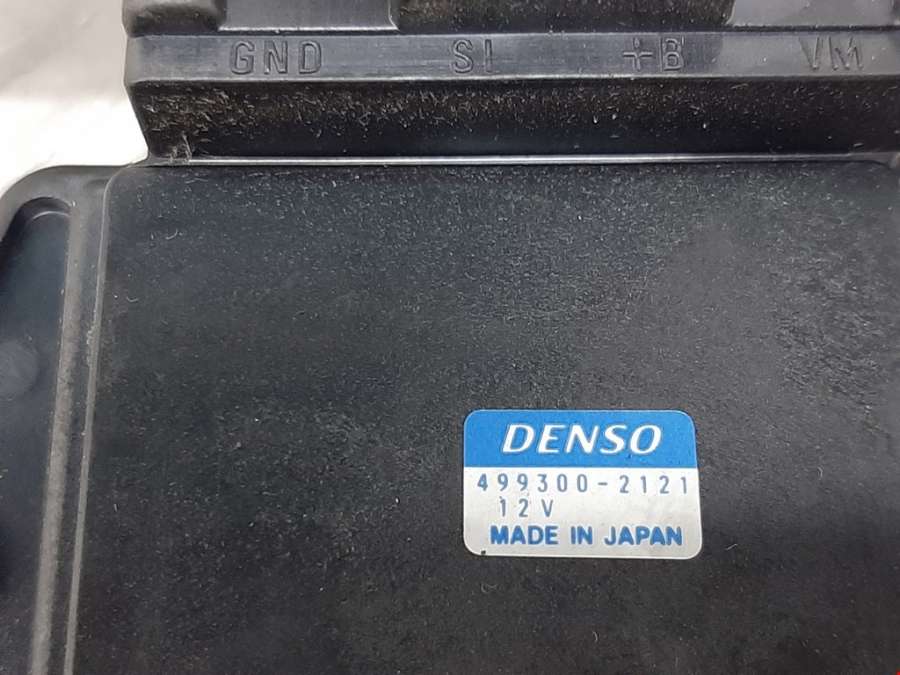 GND SI +B VM
DENSO
499300-2121
12V
MADE IN JAPAN